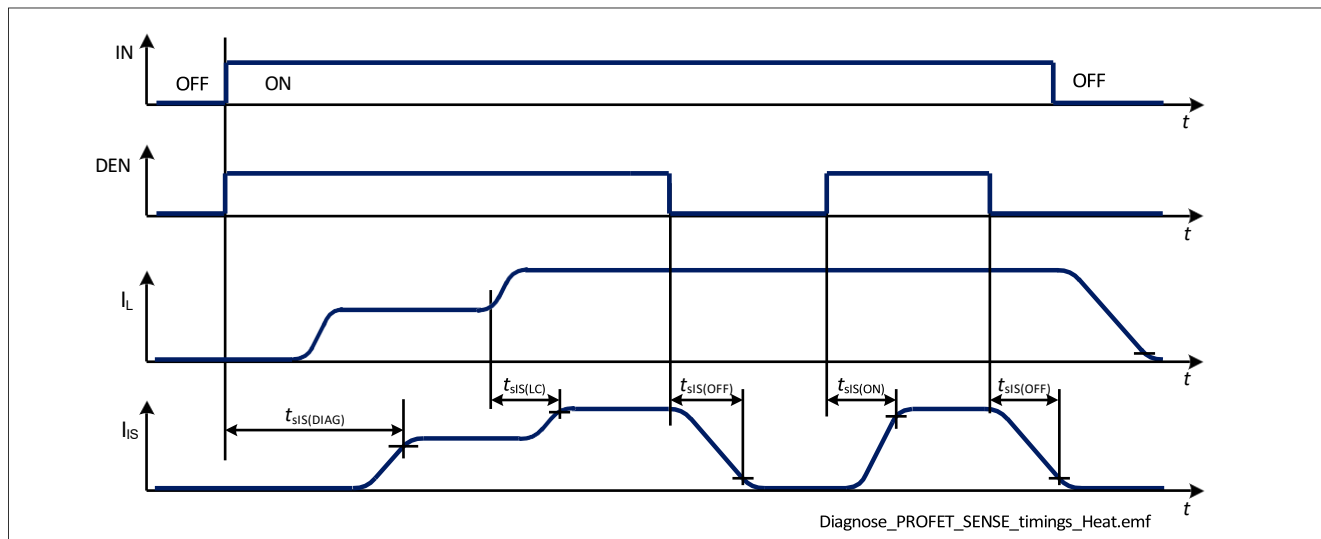 IN
OFF ON OFF
t
DEN
t
IL
t
tsIS(LC) tsIS(OFF) tsIS(ON) tsIS(OFF)
IIS
tsIS(DIAG)
t
Diagnose_PROFET_SENSE_timings_Heat.emf